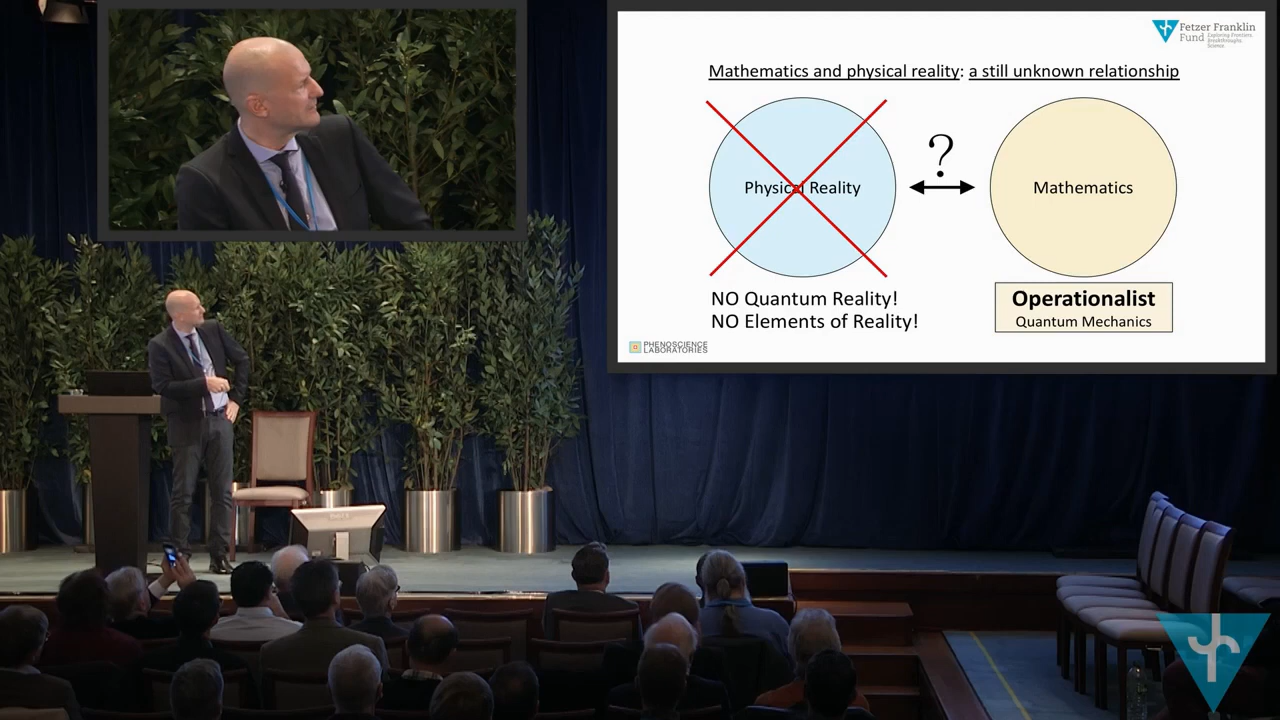 Fetzer Franklin
Fund Exploring Frontiers.
Breakthroughs.
Science.
Mathematics and physical reality: a still unknown relationship
?
Physical Reality
Mathematics
NO Quantum Reality!
NO Elements of Reality!
Operationalist
Quantum Mechanics
PHENOSCIENCE
LABORATORIES